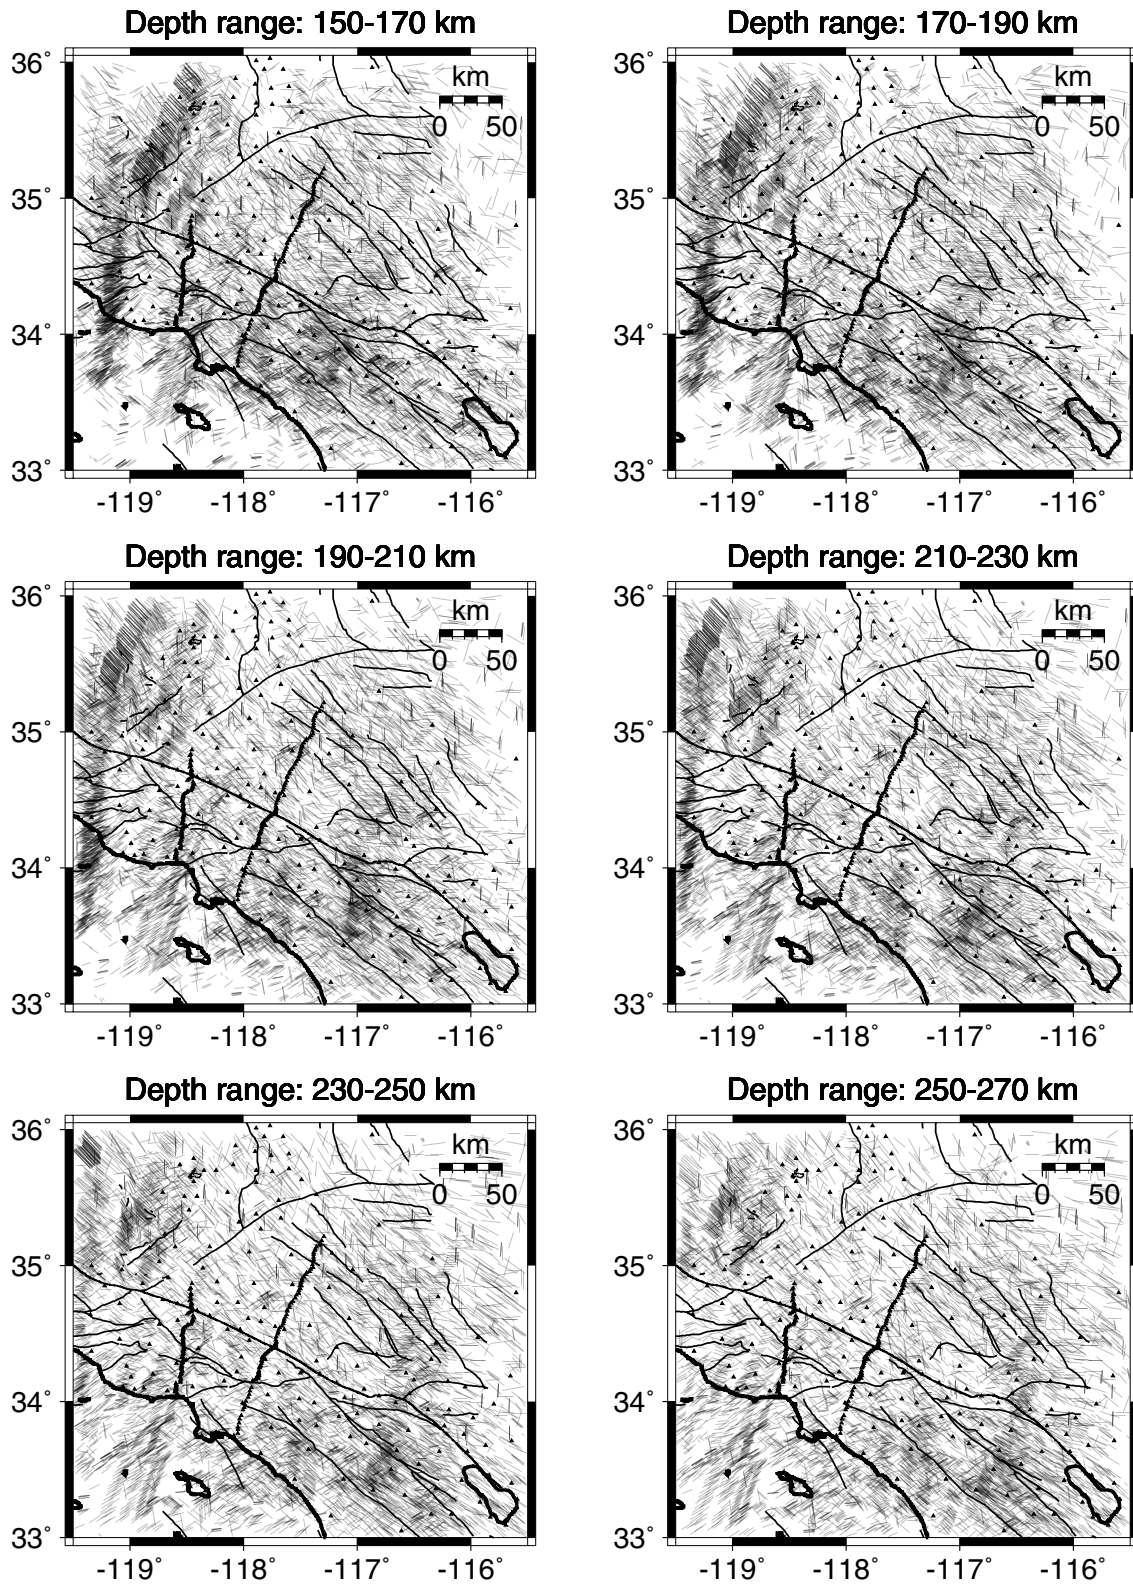 Depth range: 150-170 km
Depth range: 170-190 km
36˚
km
0 50
35˚
34˚
33˚
-119˚ -118˚ -117˚ -116˚
36˚
km
0 50
35˚
34˚
33˚
-119˚ -118˚ -117˚ -116˚
Depth range: 190-210 km
Depth range: 210-230 km
36˚
km
0 50
35˚
34˚
33˚
-119˚ -118˚ -117˚ -116˚
36˚
km
0 50
35˚
34˚
33˚
-119˚ -118˚ -117˚ -116˚
Depth range: 230-250 km
Depth range: 250-270 km
36˚
km
0 50
35˚
34˚
33˚
-119˚ -118˚ -117˚ -116˚
36˚
km
0 50
35˚
34˚
33˚
-119˚ -118˚ -117˚ -116˚